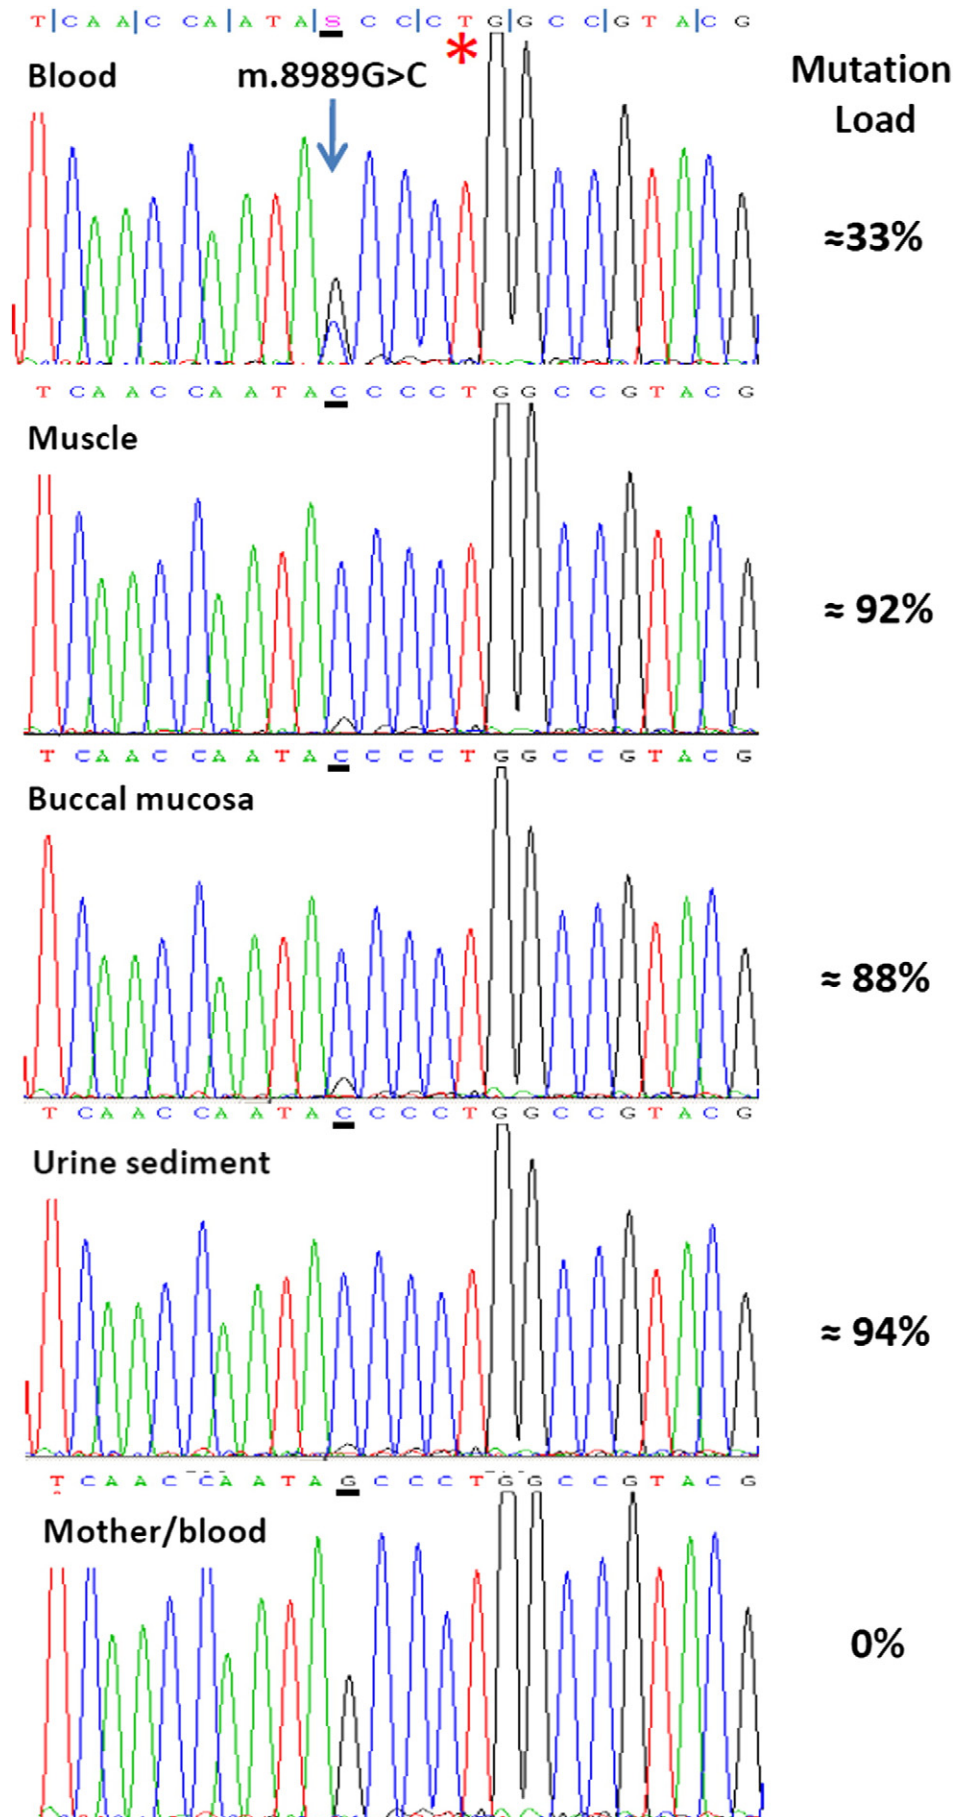 T|C A A|C C A|A T A|S C C|C T G|G C C|G T A|C G
*
Blood
m.8989G>C
Mutation
Load
≈33%
T C A A C C A A T A C C C C T G G C C G T A C G
Muscle
≈ 92%
T C A A C C A A T A C C C C T G G C C G T A C G
Buccal mucosa
≈ 88%
T C A A C C A A T A C C C C T G G C C G T A C G
Urine sediment
≈ 94%
T C A A C C A A T A G C C C T G G C C G T A C G
Mother/blood
0%